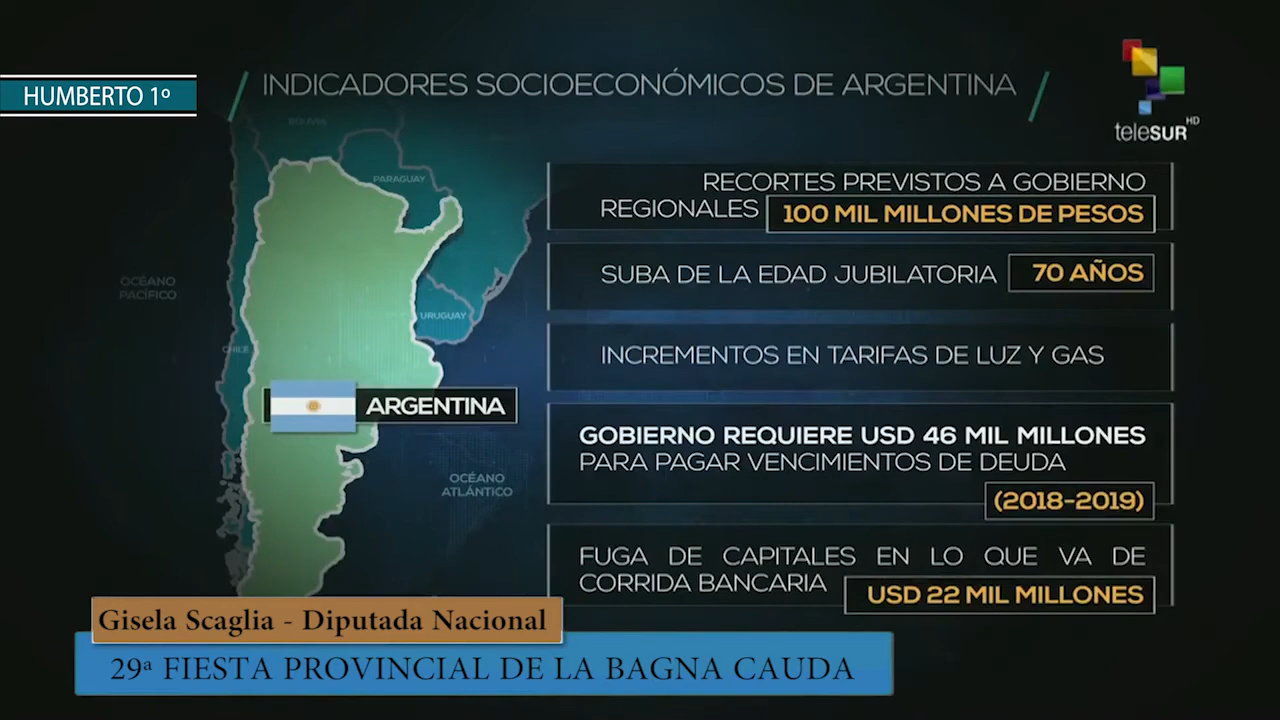 HUMBERTO 1º
INDICADORES SOCIOECONÓMICOS DE ARGENTINA
HD
teleSUR
BOLIVIA
PARAGUAY
OCÉANO
PACÍFICO
URUGUAY
CHILE
ARGENTINA
OCÉANO
ATLÁNTICO
RECORTES PREVISTOS A GOBIERNO
REGIONALES 100 MIL MILLONES DE PESOS
SUBA DE LA EDAD JUBILATORIA 70 AÑOS
INCREMENTOS EN TARIFAS DE LUZ Y GAS
GOBIERNO REQUIERE USD 46 MIL MILLONES
PARA PAGAR VENCIMIENTOS DE DEUDA
(2018-2019)
FUGA DE CAPITALES EN LO QUE VA DE
CORRIDA BANCARIA USD 22 MIL MILLONES
Gisela Scaglia - Diputada Nacional
29ª FIESTA PROVINCIAL DE LA BAGNA CAUDA